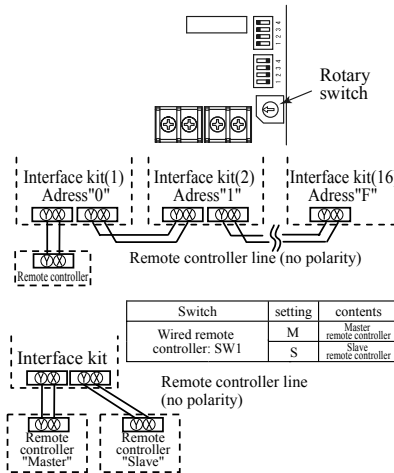 1 2 3 4
1 2 3 4
Rotary
switch
Interface kit(1)
Adress"0"
Interface kit(2)
Adress"1"
Interface kit(16)
Adress"F"
Y X
Y X
Y X
Y X
Y X
Y X
Remote controller
Remote controller line (no polarity)
Switch setting contents
Wired remote
controller: SW1
M Master
remote controller
S Slave
remote controller
Interface kit
Y X
Y X
Remote controller line
(no polarity)
Y X
Y X
Remote
controller
"Master"
Remote
controller
"Slave"